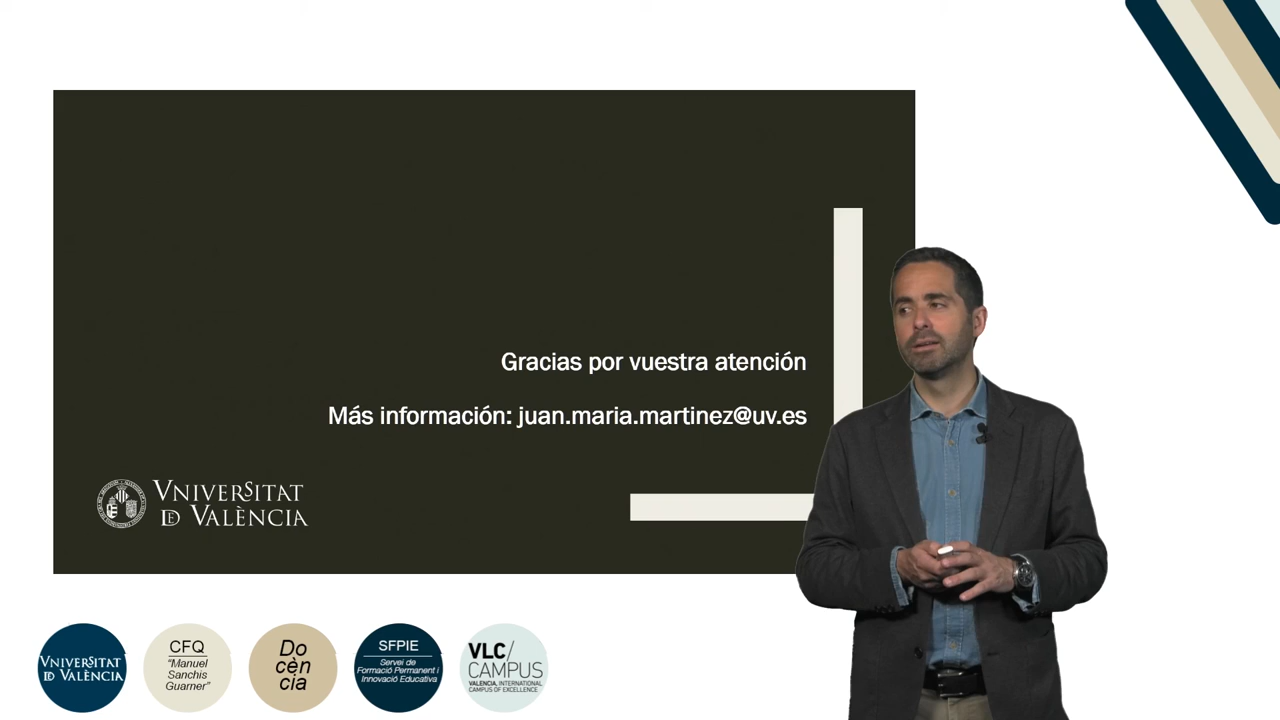 Gracias por vuestra atención
Más información: juan.maria.martinez@uv.es
VNIVERSITAT
DE VALÈNCIA
VNIVERSITAT
DE VALÈNCIA
CFQ
"Manuel
Sanchis
Guarner"
Do
cèn
cia
SFPIE
Servei de
Formació Permanent i
Innovació Educativa
VLC/
CAMPUS
VALENCIA, INTERNATIONAL
CAMPUS OF EXCELLENCE